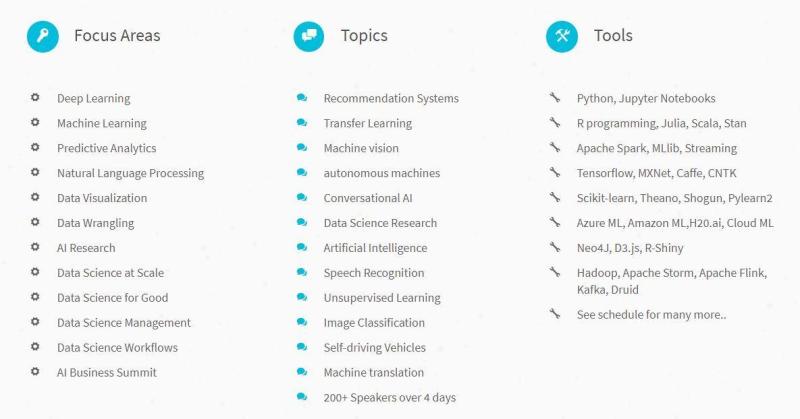 Focus Areas
Deep Learning
Machine Learning
Predictive Analytics
Natural Language Processing
Data Visualization
Data Wrangling
AI Research
Data Science at Scale
Data Science for Good
Data Science Management
Data Science Workflows
AI Business Summit
Topics
Recommendation Systems
Transfer Learning
Machine vision
autonomous machines
Conversational AI
Data Science Research
Artificial Intelligence
Speech Recognition
Unsupervised Learning
Image Classification
Self-driving Vehicles
Machine translation
200+ Speakers over 4 days
Tools
Python, Jupyter Notebooks
R programming, Julia, Scala, Stan
Apache Spark, MLlib, Streaming
Tensorflow, MXNet, Caffe, CNTK
Scikit-learn, Theano, Shogun, Pylearn2
Azure ML, Amazon ML,H20.ai, Cloud ML
Neo4J, D3.js, R-Shiny
Hadoop, Apache Storm, Apache Flink,
Kafka, Druid
See schedule for many more..